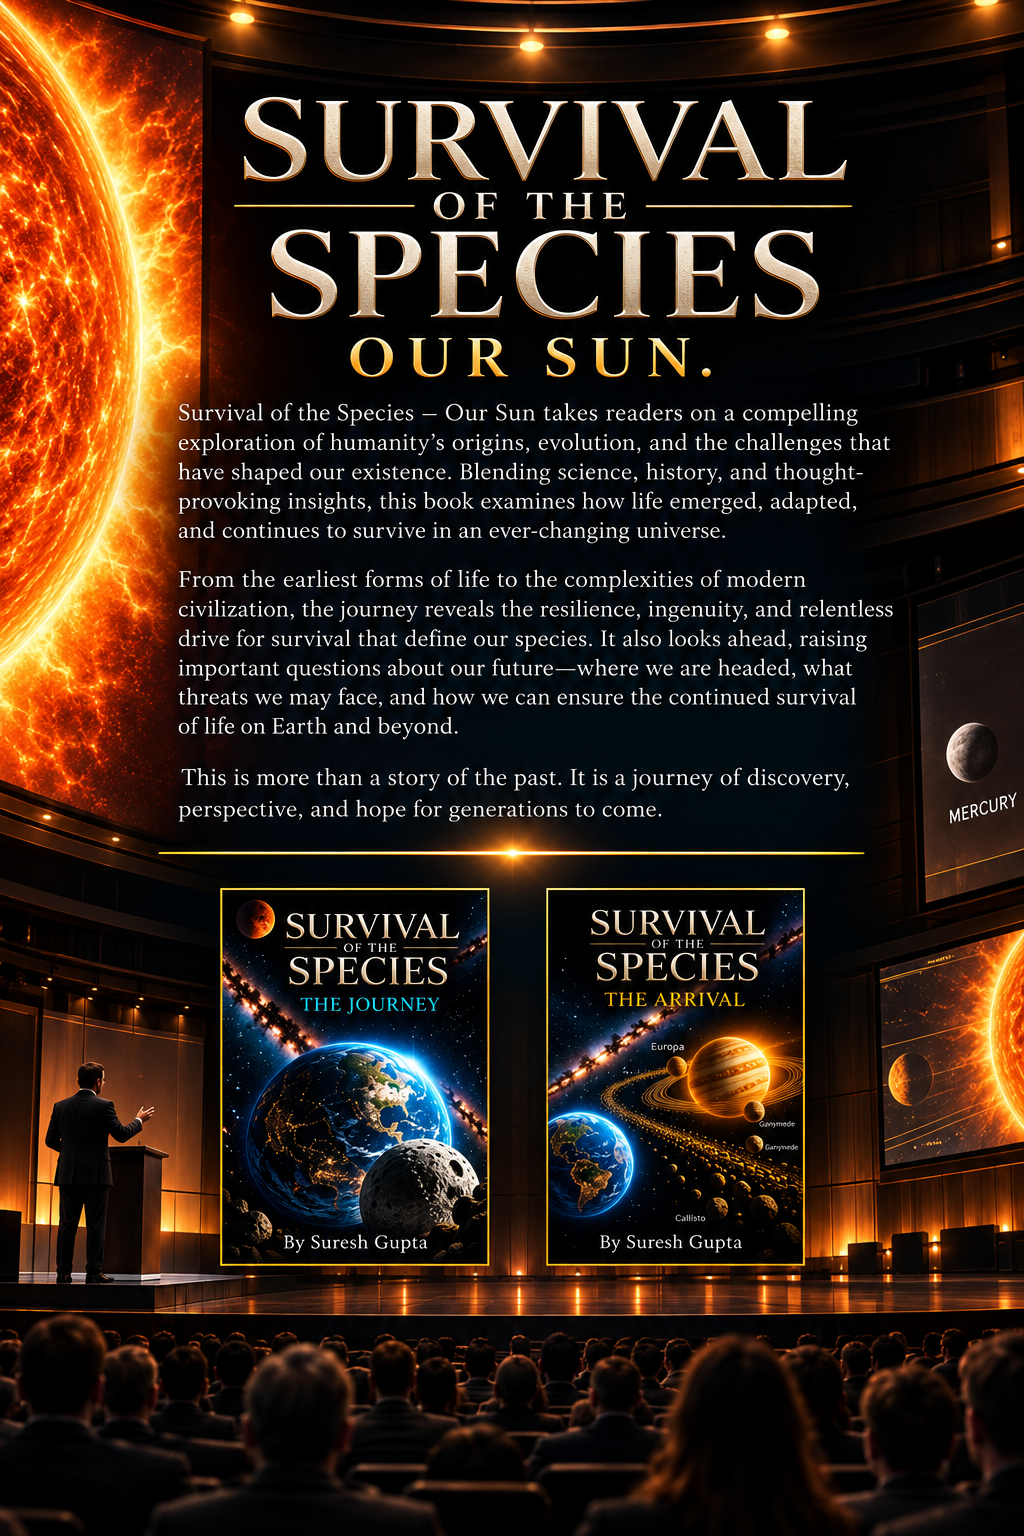 SURVIVAL
OF THE
SPECIES
OUR SUN.
Survival of the Species – Our Sun takes readers on a compelling
exploration of humanity’s origins, evolution, and the challenges that
have shaped our existence. Blending science, history, and thought-
provoking insights, this book examines how life emerged, adapted,
and continues to survive in an ever-changing universe.
From the earliest forms of life to the complexities of modern
civilization, the journey reveals the resilience, ingenuity, and relentless
drive for survival that define our species. It also looks ahead, raising
important questions about our future—where we are headed, what
threats we may face, and how we can ensure the continued survival
of life on Earth and beyond.
This is more than a story of the past. It is a journey of discovery,
perspective, and hope for generations to come.
MERCURY
SURVIVAL
OF THE
SPECIES
THE JOURNEY
By Suresh Gupta
SURVIVAL
OF THE
SPECIES
THE ARRIVAL
Europa
Ganymede
Ganynede
Callisto
By Suresh Gupta